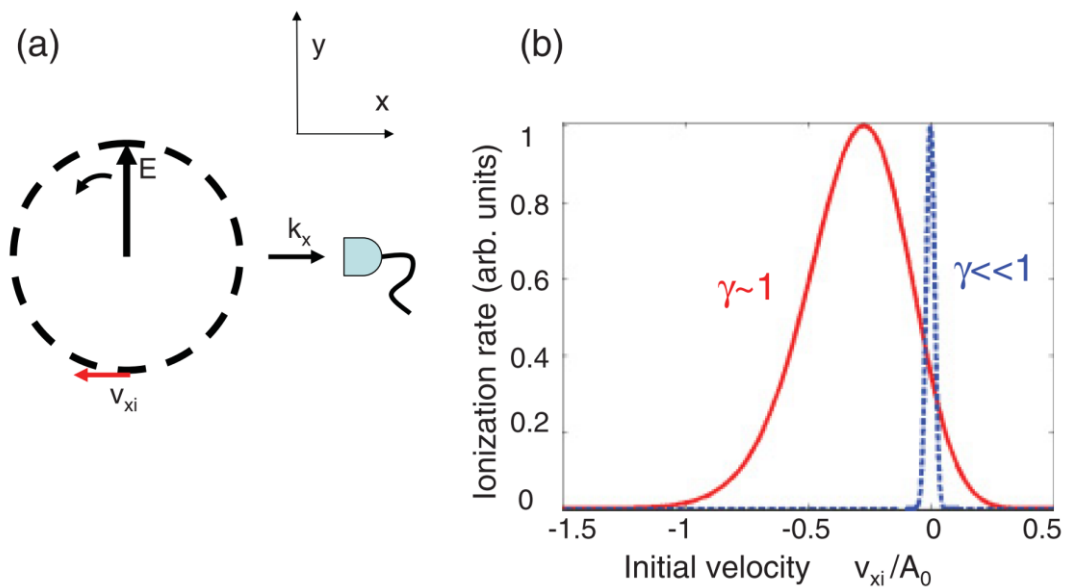 (a)
y
x
E
kx
vxi
(b)
Ionization rate (arb. units)
1
0.8
0.6
0.4
0.2
0
γ~1
γ<<1
-1.5
-1
-0.5
0
0.5
Initial velocity vxi/A0